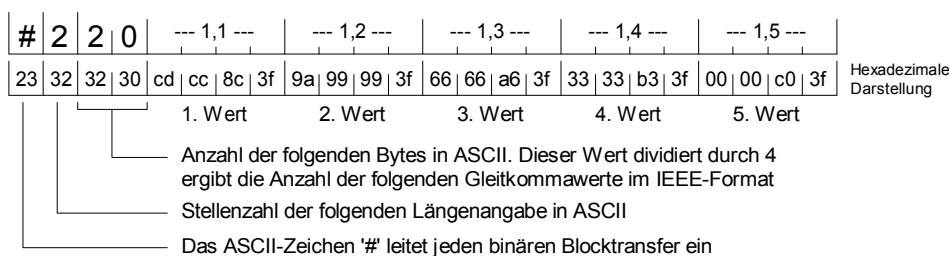 # 2 2 0 --- 1,1 --- --- 1,2 --- --- 1,3 --- --- 1,4 --- --- 1,5 ---
23 32 32 30 cd cc 8c 3f 9a 99 99 3f 66 66 a6 3f 33 33 b3 3f 00 00 c0 3f Hexadezimale
Darstellung
1. Wert 2. Wert 3. Wert 4. Wert 5. Wert
Anzahl der folgenden Bytes in ASCII. Dieser Wert dividiert durch 4
ergibt die Anzahl der folgenden Gleitkommawerte im IEEE-Format
Stellenzahl der folgenden Längenangabe in ASCII
Das ASCII-Zeichen '#' leitet jeden binären Blocktransfer ein